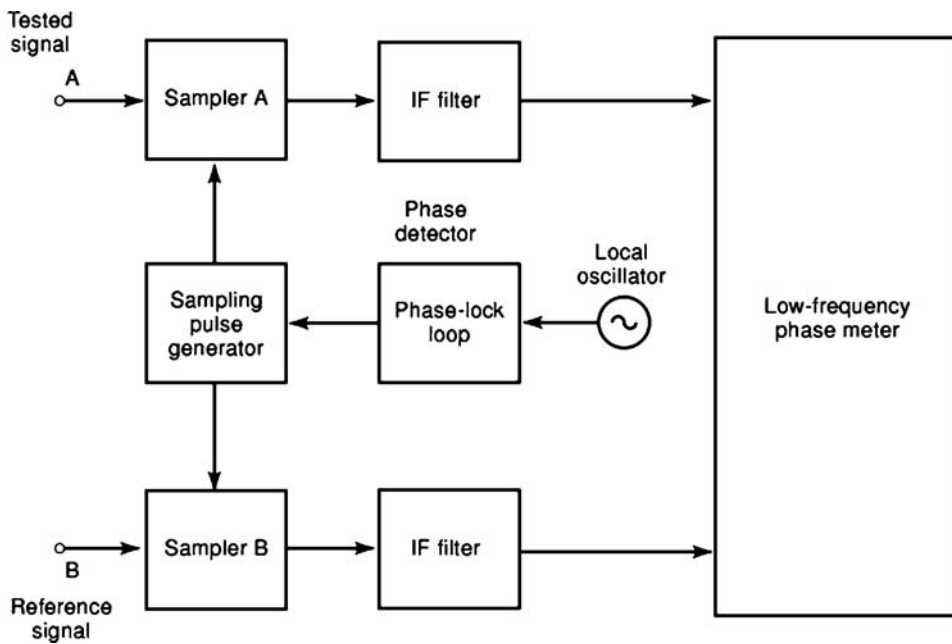 Tested
signal
A
Sampler A
IF filter
Phase
detector
Local
oscillator
Sampling
pulse
generator
Phase-lock
loop
Low-frequency
phase meter
Sampler B
IF filter
B
Reference
signal